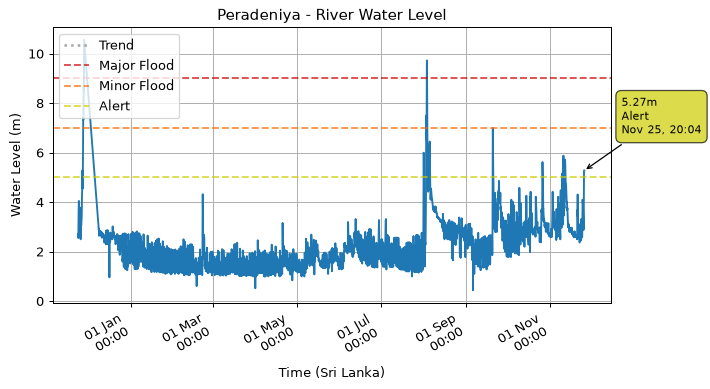 Peradeniya - River Water Level
Trend
Major Flood
Minor Flood
Alert
5.27m
Alert
Nov 25, 20:04
Water Level (m)
10
8
6
4
2
0
01 Jan
00:00
01 Mar
00:00
01 May
00:00
01 Jul
00:00
01 Sep
00:00
01 Nov
00:00
Time (Sri Lanka)